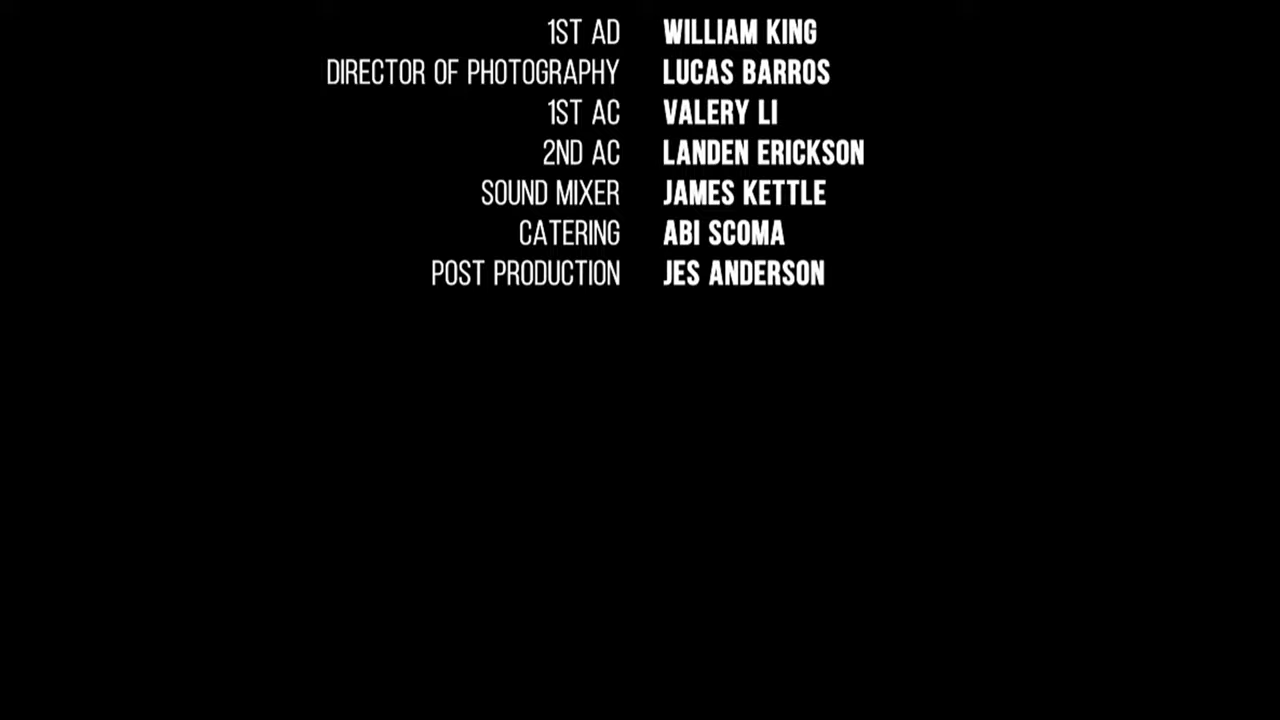 1ST AD WILLIAM KING
DIRECTOR OF PHOTOGRAPHY LUCAS BARROS
1ST AC VALERY LI
2ND AC LANDEN ERICKSON
SOUND MIXER JAMES KETTLE
CATERING ABI SCOMA
POST PRODUCTION JES ANDERSON